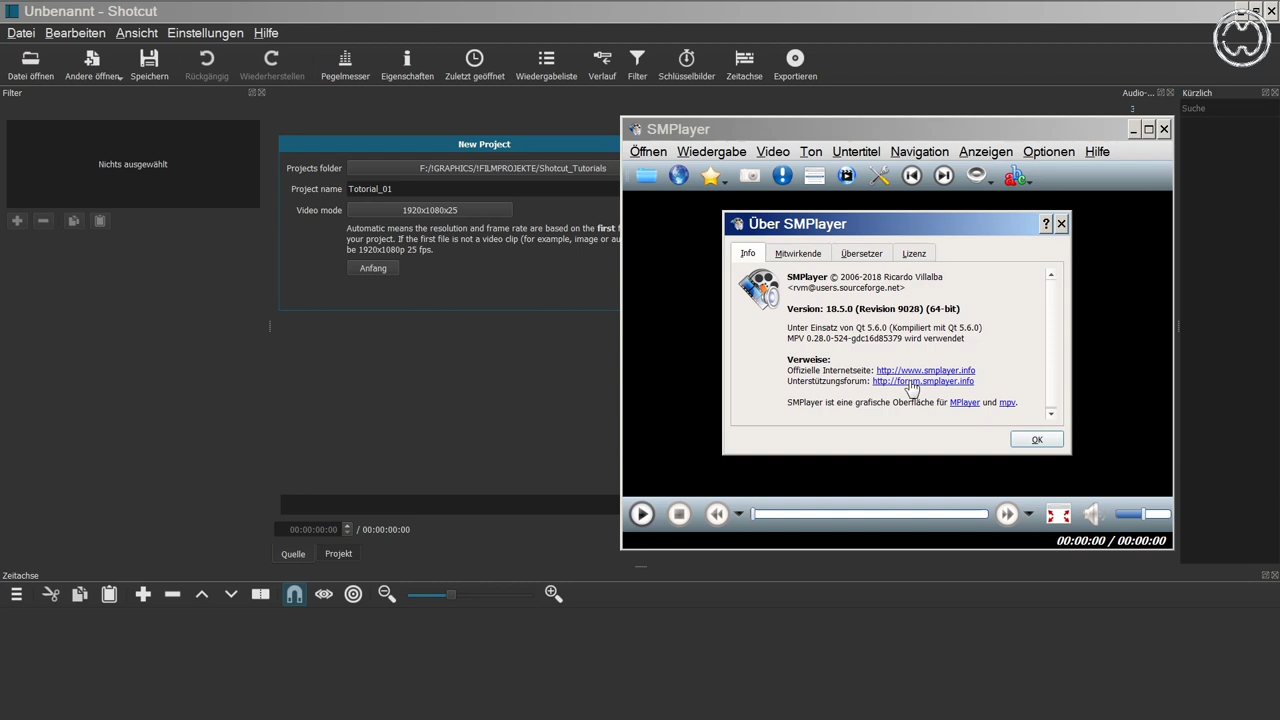 Unbenannt - Shotcut
Datei Bearbeiten Ansicht Einstellungen Hilfe
Datei öffnen Andere öffnen Speichern Rückgängig Wiederherstellen Pegelmesser Eigenschaften Zuletzt geöffnet Wiedergabeliste Verlauf Filter Schlüsselbilder Zeitachse Exportieren
Filter
Nichts ausgewählt
New Project
Projects folder F:/!GRAPHICS/!FILMPROJEKTE/Shotcut_Tutorials
Project name Totorial_01
Video mode 1920x1080x25
Automatic means the resolution and frame rate are based on the first f
your project. If the first file is not a video clip (for example, image or au
be 1920x1080p 25 fps.
Anfang
00:00:00:00 / 00:00:00:00
Quelle Projekt
Audio-...
3
Kürzlich
Suche
SMPlayer
Öffnen Wiedergabe Video Ton Untertitel Navigation Anzeigen Optionen Hilfe
abc
Über SMPlayer
Info Mitwirkende Übersetzer Lizenz
SMPlayer © 2006-2018 Ricardo Villalba
<rvm@users.sourceforge.net>
Version: 18.5.0 (Revision 9028) (64-bit)
Unter Einsatz von Qt 5.6.0 (Kompiliert mit Qt 5.6.0)
MPV 0.28.0-524-gdc16d85379 wird verwendet
Verweise:
Offizielle Internetseite: http://www.smplayer.info
Unterstützungsforum: http://forum.smplayer.info
SMPlayer ist eine grafische Oberfläche für MPlayer und mpv.
OK
00:00:00 / 00:00:00
Zeitachse